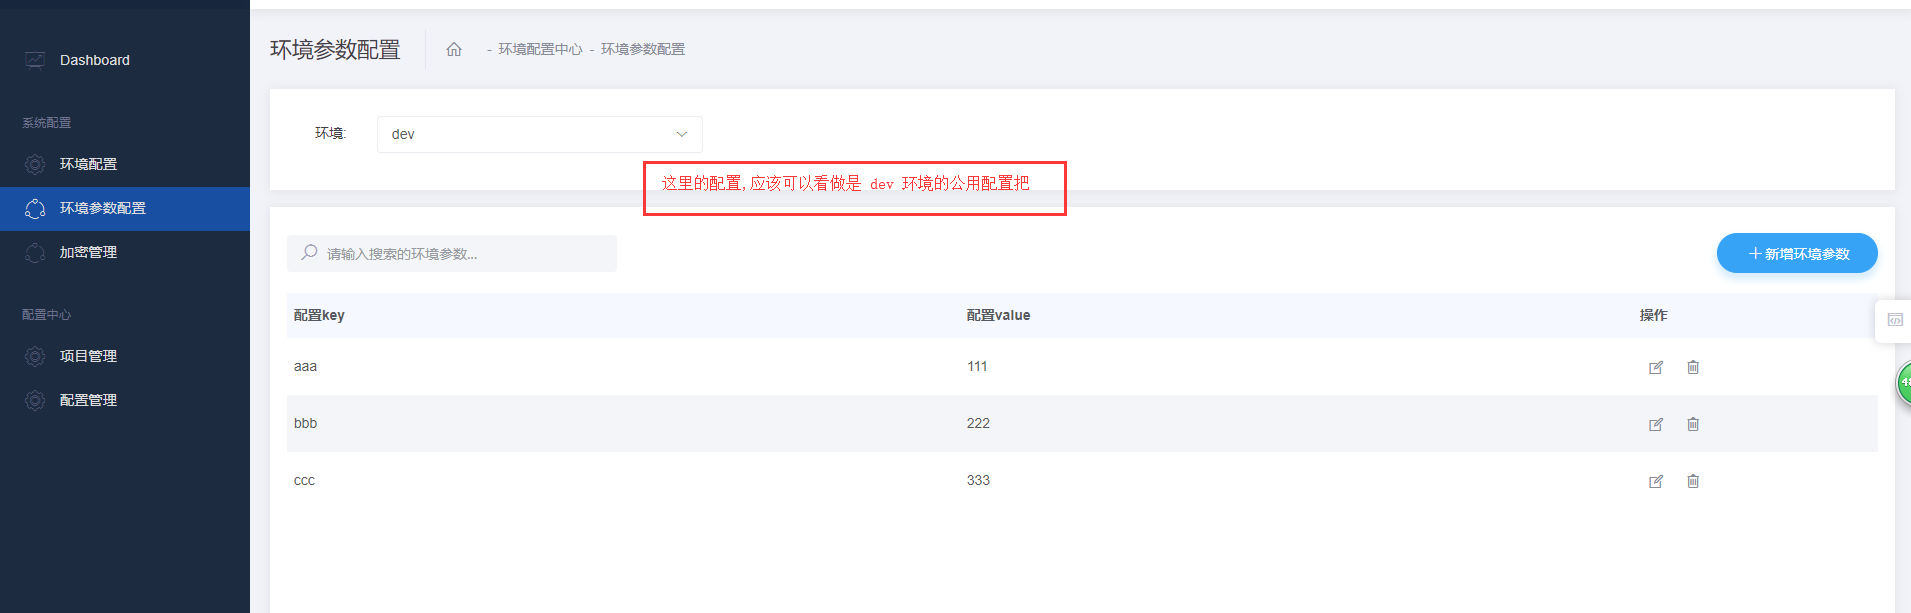 Dashboard
系统配置
环境配置
环境参数配置
加密管理
配置中心
项目管理
配置管理
环境参数配置
- 环境配置中心 - 环境参数配置
环境:
dev
这里的配置,应该可以看做是 dev 环境的公用配置把
请输入搜索的环境参数...
新增环境参数
配置key 配置value 操作
aaa 111
bbb 222
ccc 333